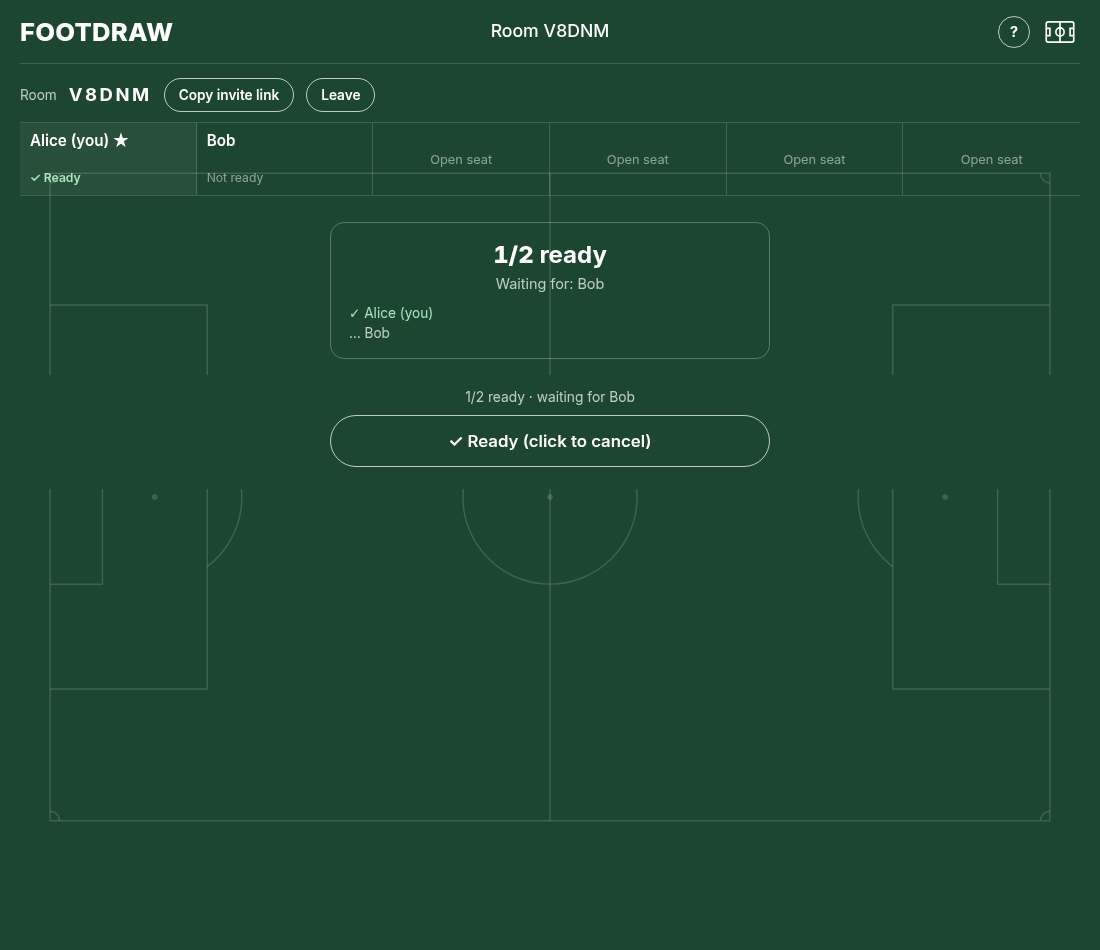 FOOTDRAW
Room V8DNM
?
Room V8DNM Copy invite link Leave
Alice (you) ★
✓ Ready
Bob
Not ready
Open seat
Open seat
Open seat
Open seat
1/2 ready
Waiting for: Bob
✓ Alice (you)
... Bob
1/2 ready · waiting for Bob
✓ Ready (click to cancel)